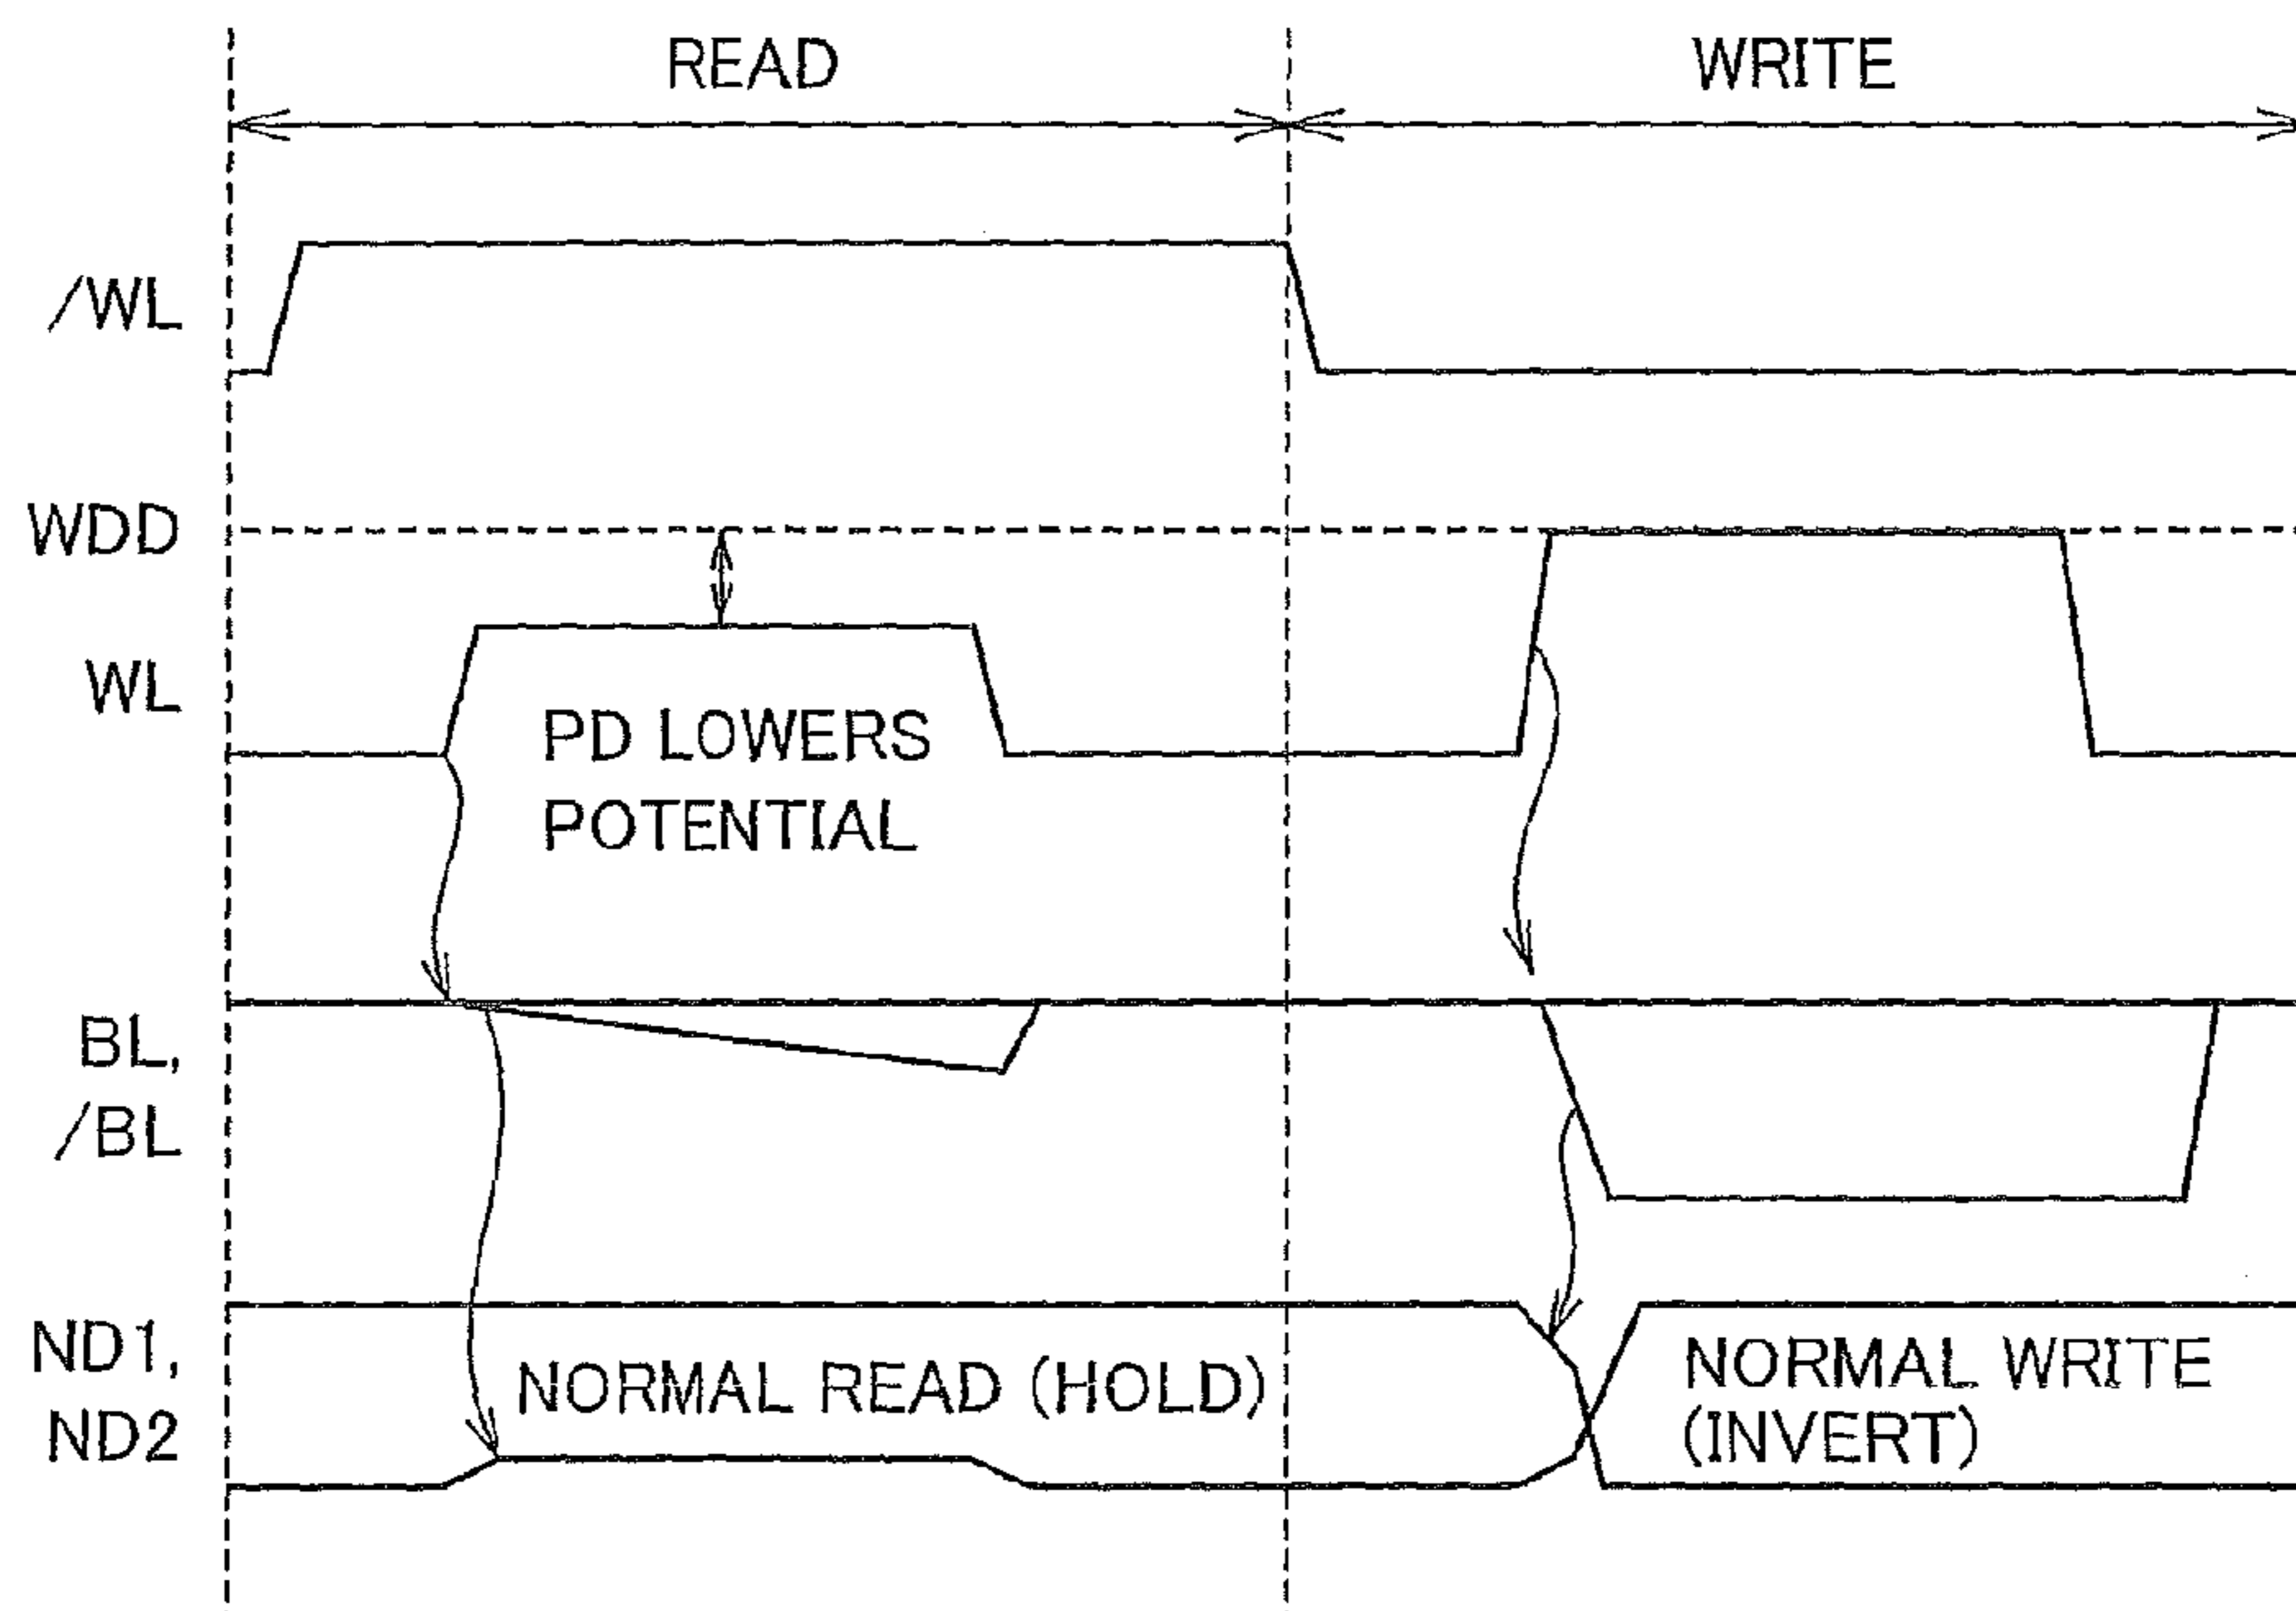 READ
WRITE
/WL
WDD
WL
PD LOWERS
POTENTIAL
BL,
/BL
ND1,
ND2
NORMAL READ (HOLD)
NORMAL WRITE
(INVERT)